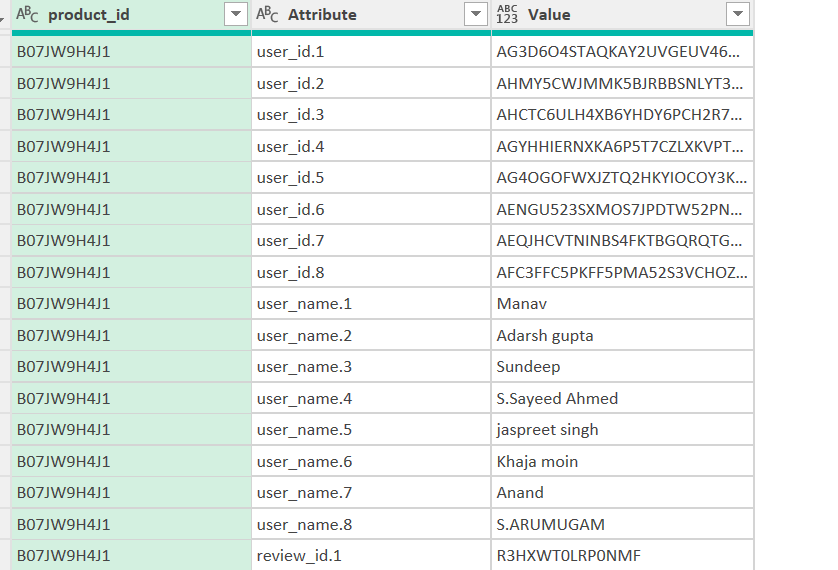 ABC product_id ABC Attribute ABC 123 Value
B07JW9H4J1 user_id.1 AG3D6O4STAQKAY2UVGEUV46...
B07JW9H4J1 user_id.2 AHMY5CWJMMK5BJRBBSNLYT3...
B07JW9H4J1 user_id.3 AHCTC6ULH4XB6YHDY6PCH2R7...
B07JW9H4J1 user_id.4 AGYHHIERNXKA6P5T7CZLXKVPT...
B07JW9H4J1 user_id.5 AG4OGOFWXJZTQ2HKYIOCOY3K...
B07JW9H4J1 user_id.6 AENGU523SXMOS7JPDTW52PN...
B07JW9H4J1 user_id.7 AEQJHCVTNINBS4FKTBGQRQTG...
B07JW9H4J1 user_id.8 AFC3FFC5PKFF5PMA52S3VCHOZ...
B07JW9H4J1 user_name.1 Manav
B07JW9H4J1 user_name.2 Adarsh gupta
B07JW9H4J1 user_name.3 Sundeep
B07JW9H4J1 user_name.4 S.Sayeed Ahmed
B07JW9H4J1 user_name.5 jaspreet singh
B07JW9H4J1 user_name.6 Khaja moin
B07JW9H4J1 user_name.7 Anand
B07JW9H4J1 user_name.8 S.ARUMUGAM
B07JW9H4J1 review_id.1 R3HXWT0LRP0NMF